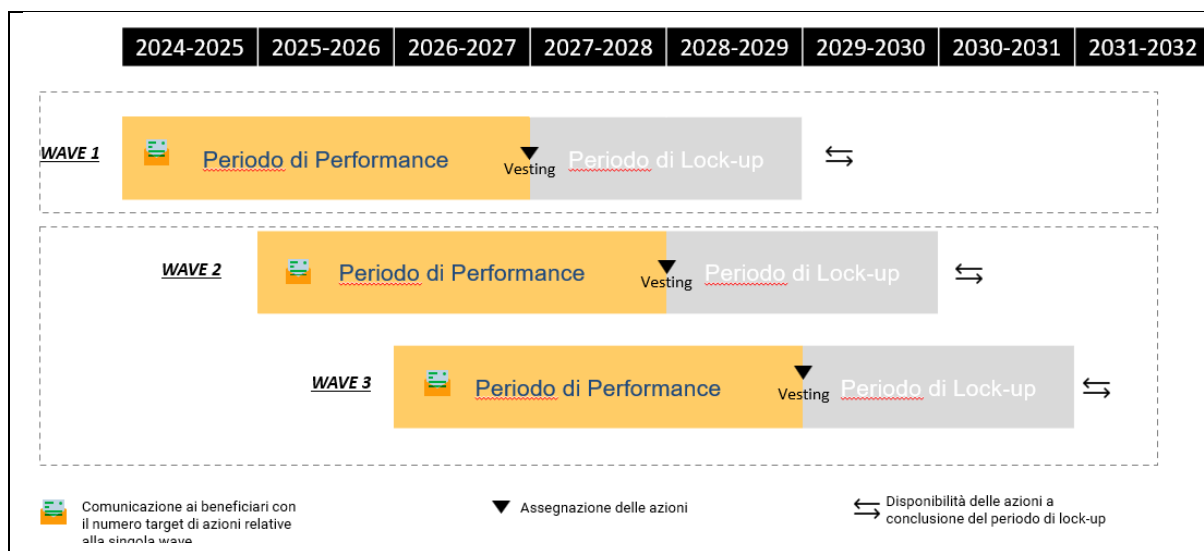 2024-2025 2025-2026 2026-2027 2027-2028 2028-2029 2029-2030 2030-2031 2031-2032
WAVE 1
Periodo di Performance
Vesting
Periodo di Lock-up
WAVE 2
Periodo di Performance
Vesting
Periodo di Lock-up
WAVE 3
Periodo di Performance
Vesting
Periodo di Lock-up
Comunicazione ai beneficiari con
il numero target di azioni relative
alla singola wave
Assegnazione delle azioni
Disponibilità delle azioni a
conclusione del periodo di lock-up